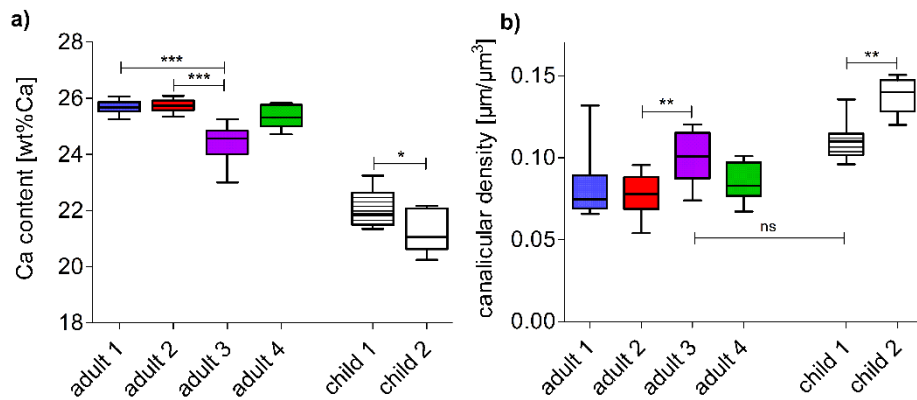 a)
Ca content [wt%Ca]
28
26
24
22
20
18
***
***
*
adult 1
adult 2
adult 3
adult 4
child 1
child 2
b)
canalicular density [µm/µm³]
0.15
0.10
0.05
0.00
**
**
ns
adult 1
adult 2
adult 3
adult 4
child 1
child 2